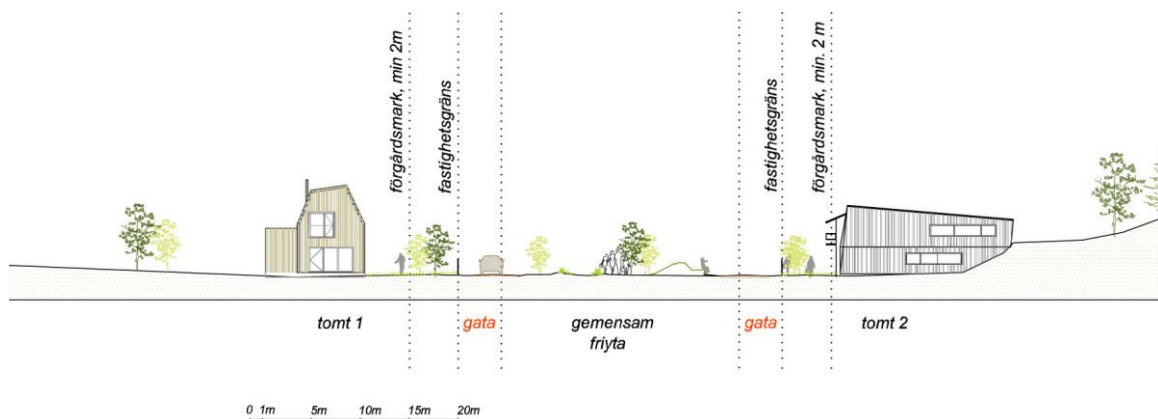 förgårdsmark, min 2m
fastighetsgräns
fastighetsgräns
förgårdsmark, min. 2 m
tomt 1
gata
gemensam
friyta
gata
tomt 2
0 1m 5m 10m 15m 20m